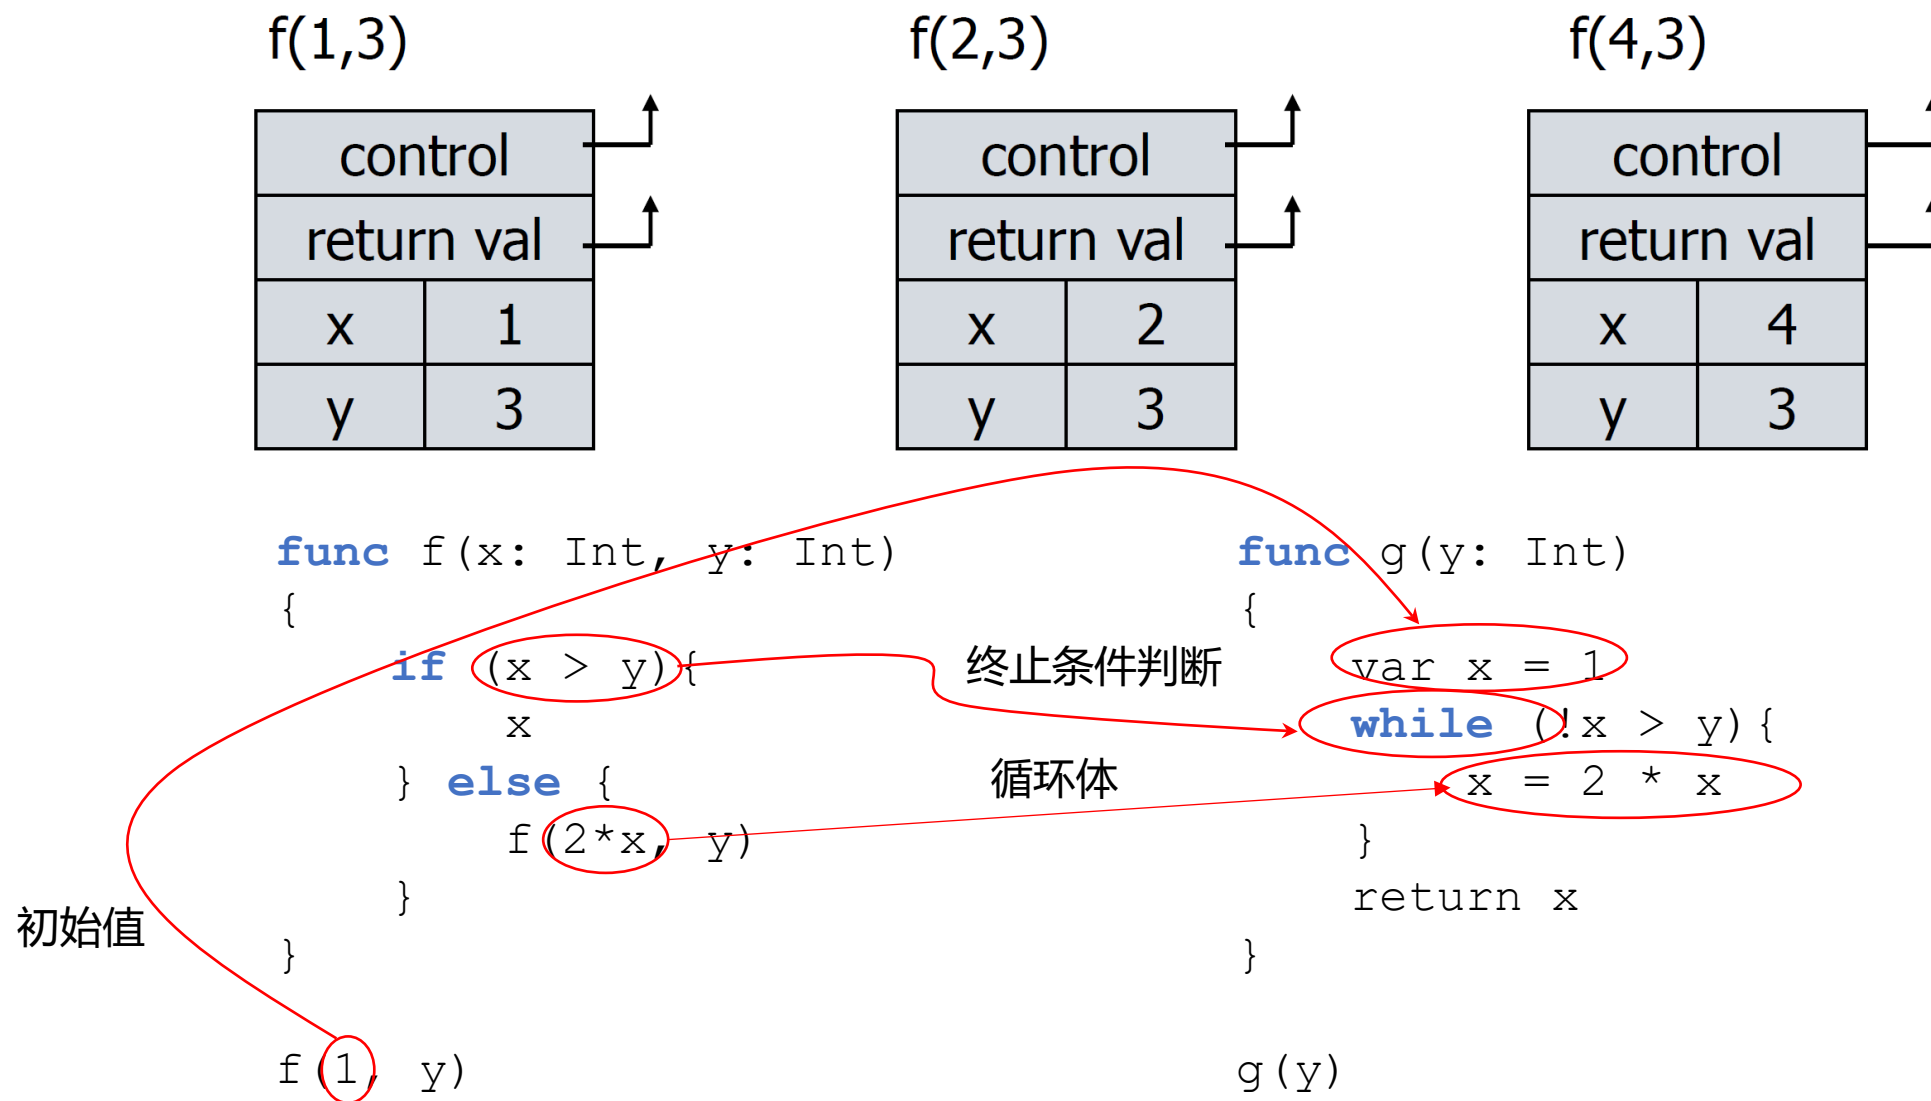 f(1,3)
f(2,3)
f(4,3)
control
control
control
return val
return val
return val
x 1
x 2
x 4
y 3
y 3
y 3
func f(x: Int, y: Int)
{
if (x > y){
x
} else {
f(2*x, y)
}
}
f(1, y)
初始值
终止条件判断
循环体
func g(y: Int)
{
var x = 1
while (!x > y){
x = 2 * x
}
return x
}
g(y)